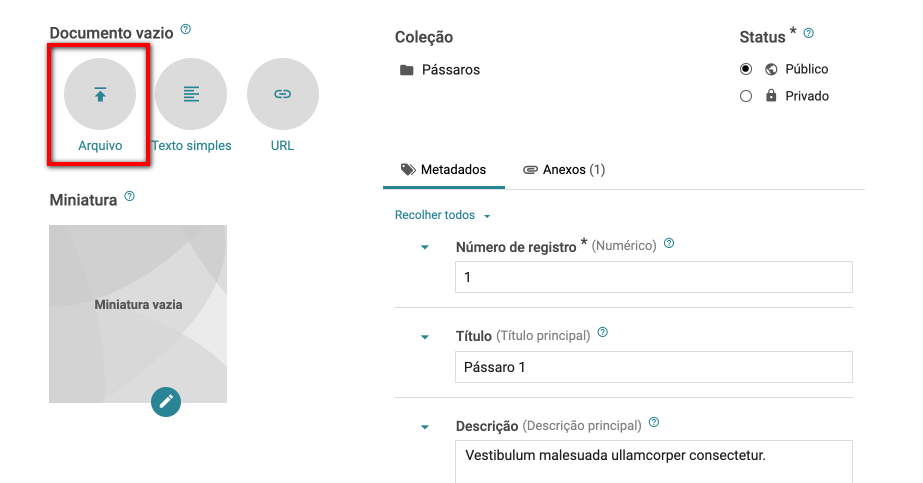 Documento vazio
Arquivo
Texto simples
URL
Miniatura
Miniatura vazia
Coleção
Pássaros
Status *
Público
Privado
Metadados
Anexos (1)
Recolher todos
Número de registro * (Numérico)
1
Título (Título principal)
Pássaro 1
Descrição (Descrição principal)
Vestibulum malesuada ullamcorper consectetur.